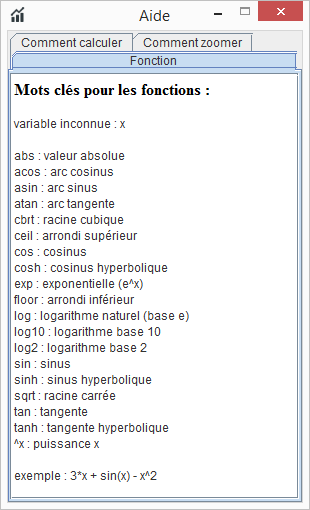 Aide
Comment calculer
Comment zoomer
Fonction
Mots clés pour les fonctions :
variable inconnue : x
abs : valeur absolue
acos : arc cosinus
asin : arc sinus
atan : arc tangente
cbrt : racine cubique
ceil : arrondi supérieur
cos : cosinus
cosh : cosinus hyperbolique
exp : exponentielle (e^x)
floor : arrondi inférieur
log : logarithme naturel (base e)
log10 : logarithme base 10
log2 : logarithme base 2
sin : sinus
sinh : sinus hyperbolique
sqrt : racine carrée
tan : tangente
tanh : tangente hyperbolique
^x : puissance x
exemple : 3*x + sin(x) - x^2